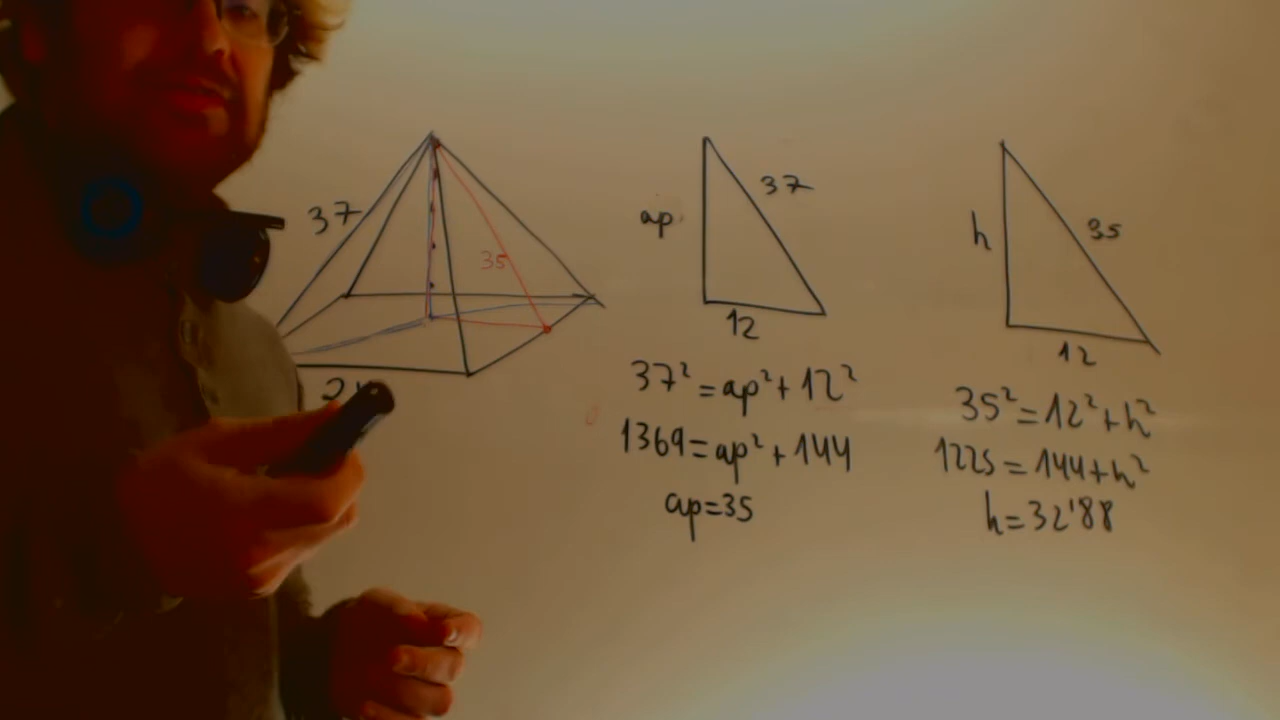 37
35
ap
37
12
37² = ap² + 12²
1369 = ap² + 144
ap = 35
h
35
12
35² = 12² + h²
1225 = 144 + h²
h = 32'88